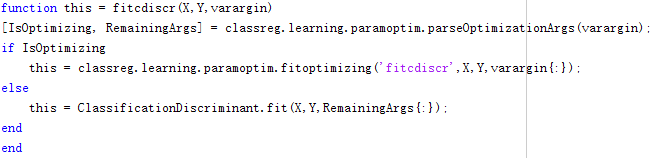 function this = fitcdiscr(X,Y,varargin)
[IsOptimizing, RemainingArgs] = classreg.learning.paramoptim.parseOptimizationArgs(varargin);
if IsOptimizing
    this = classreg.learning.paramoptim.fitoptimizing('fitcdiscr',X,Y,varargin{:});
else
    this = ClassificationDiscriminant.fit(X,Y,RemainingArgs{:});
end
end